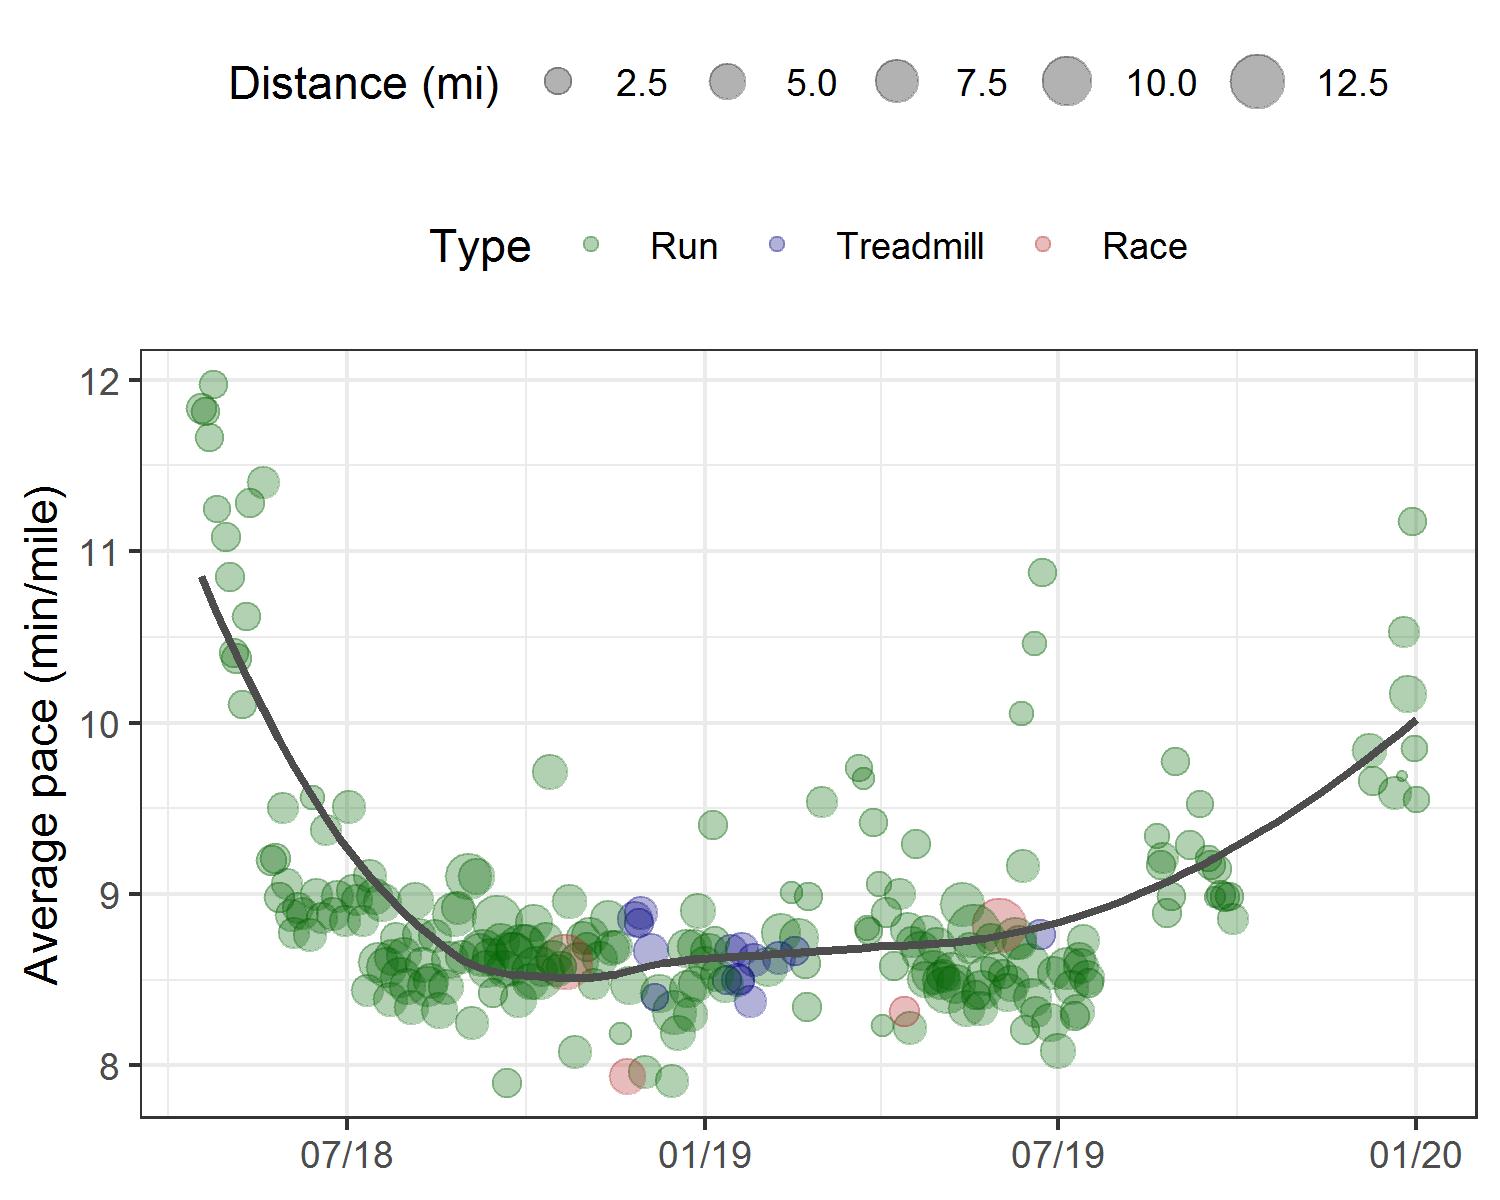 Distance (mi) 2.5 5.0 7.5 10.0 12.5
Type Run Treadmill Race
Average pace (min/mile)
12
11
10
9
8
07/18 01/19 07/19 01/20